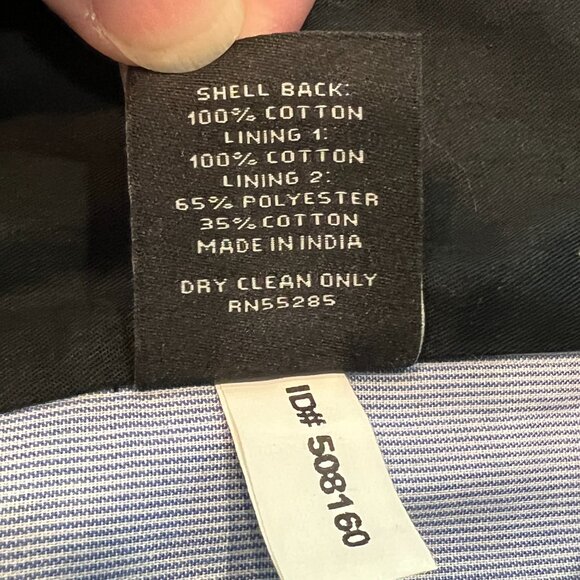 SHELL BACK:
100% COTTON
LINING 1:
100% COTTON
LINING 2:
65% POLYESTER
35% COTTON
MADE IN INDIA
DRY CLEAN ONLY
RN55285
ID# 508160